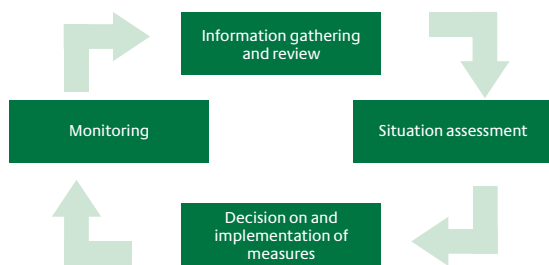 Information gathering
and review
Monitoring
Situation assessment
Decision on and
implementation of
measures